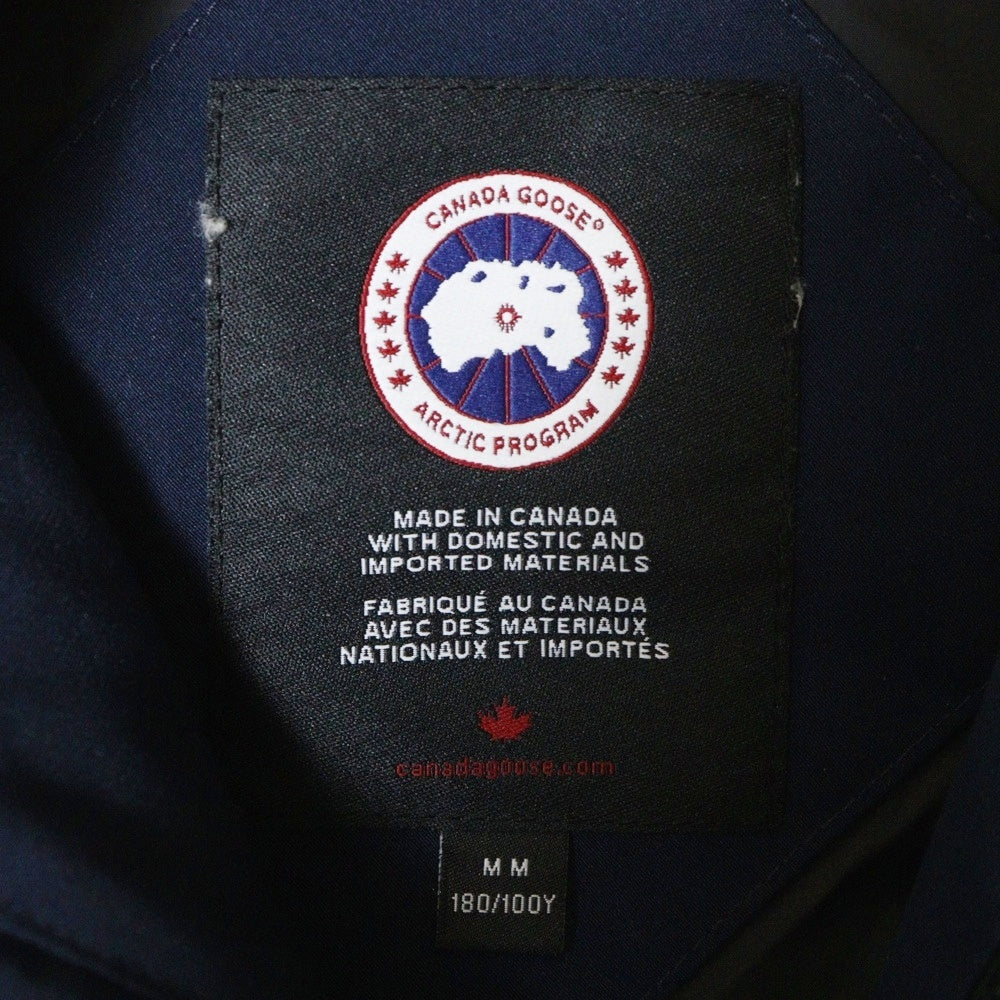 CANADA GOOSE®
ARCTIC PROGRAM
MADE IN CANADA
WITH DOMESTIC AND
IMPORTED MATERIALS
FABRIQUÉ AU CANADA
AVEC DES MATERIAUX
NATIONAUX ET IMPORTÉS
canadagoose.com
M M
180/100Y